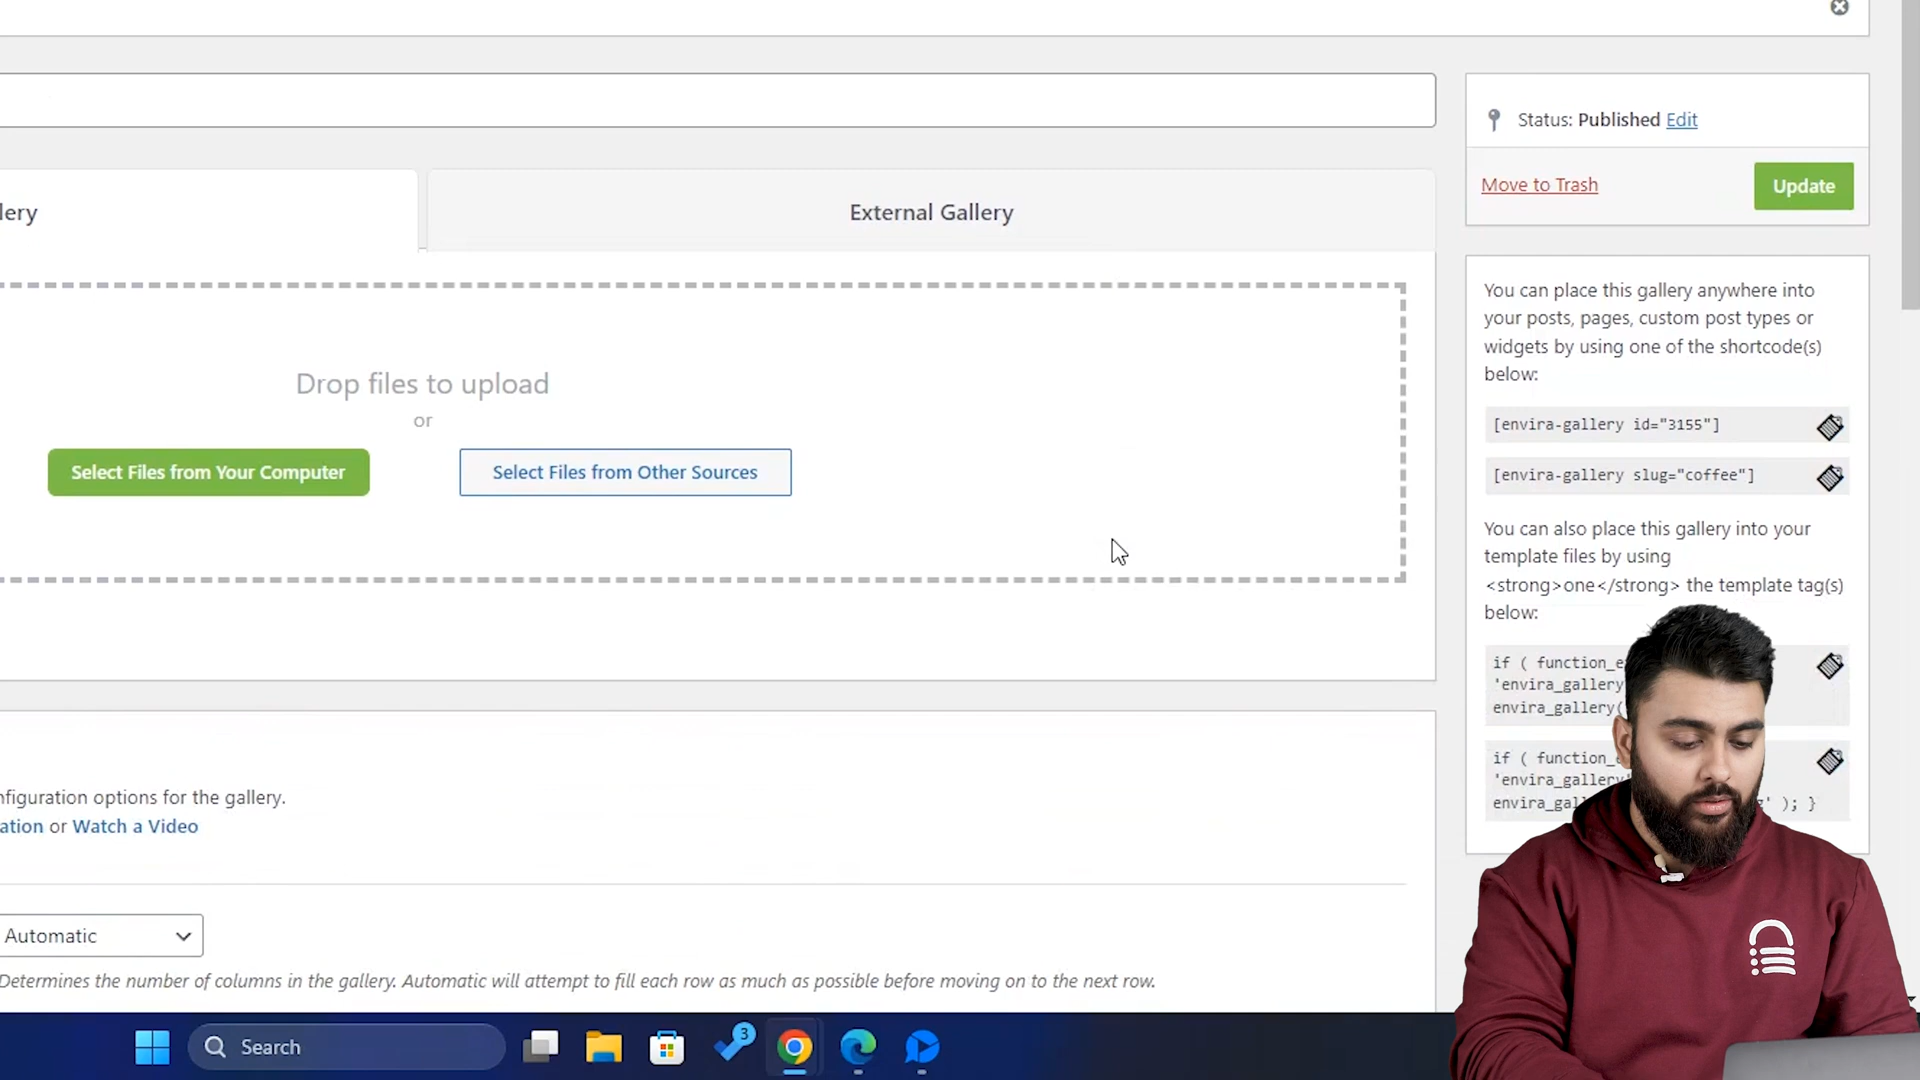 Status: Published Edit
Move to Trash
Update
lery
External Gallery
Drop files to upload
or
Select Files from Your Computer
Select Files from Other Sources
You can place this gallery anywhere into
your posts, pages, custom post types or
widgets by using one of the shortcode(s)
below:
[envira-gallery id="3155"]
[envira-gallery slug="coffee"]
You can also place this gallery into your
template files by using
<strong>one</strong> the template tag(s)
below:
if ( function_e
'envira_gallery
envira_gallery(
if ( function_e
'envira_gallery'
envira_gal ' ); }
nfiguration options for the gallery.
ation or Watch a Video
Automatic
Determines the number of columns in the gallery. Automatic will attempt to fill each row as much as possible before moving on to the next row.
Search
3